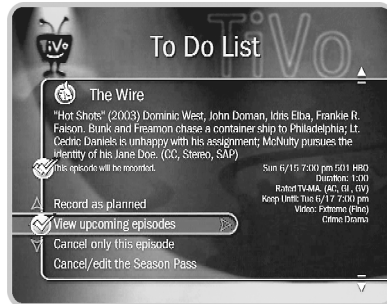 TiVo
To Do List
TiVo
The Wire
"Hot Shots" (2003) Dominic West, John Doman, Idris Elba, Frankie R.
Faison. Bunk and Freamon chase a container ship to Philadelphia; Lt.
Cedric Daniels is unhappy with his assignment; McNulty pursues the
identity of his Jane Doe. (CC, Stereo, SAP)
This episode will be recorded.
Sun 6/15 7:00 pm 501 HBO
Duration: 1:00
Rated TV-MA. (AC, GL, GV)
Keep Until: Tue 6/17 7:00 pm
Video: Extreme (Fine)
Crime Drama
Record as planned
View upcoming episodes
Cancel only this episode
Cancel/edit the Season Pass